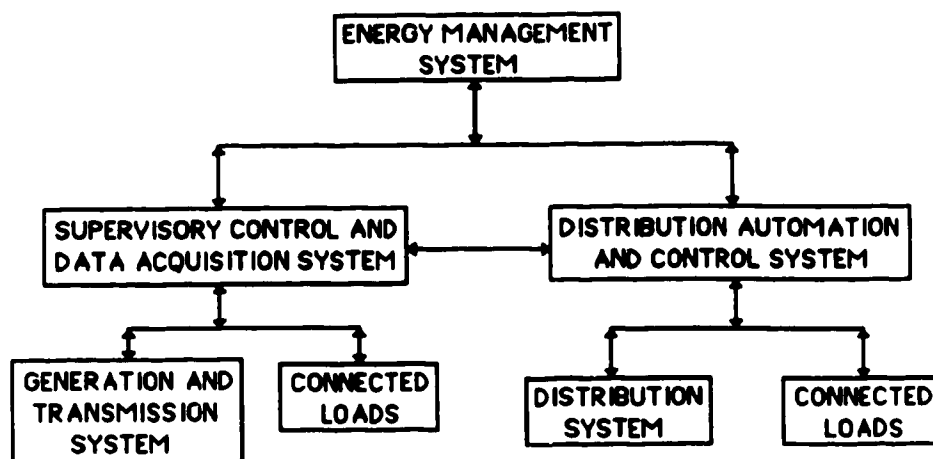 ENERGY MANAGEMENT
SYSTEM
SUPERVISORY CONTROL AND
DATA ACQUISITION SYSTEM
DISTRIBUTION AUTOMATION
AND CONTROL SYSTEM
GENERATION AND
TRANSMISSION
SYSTEM
CONNECTED
LOADS
DISTRIBUTION
SYSTEM
CONNECTED
LOADS